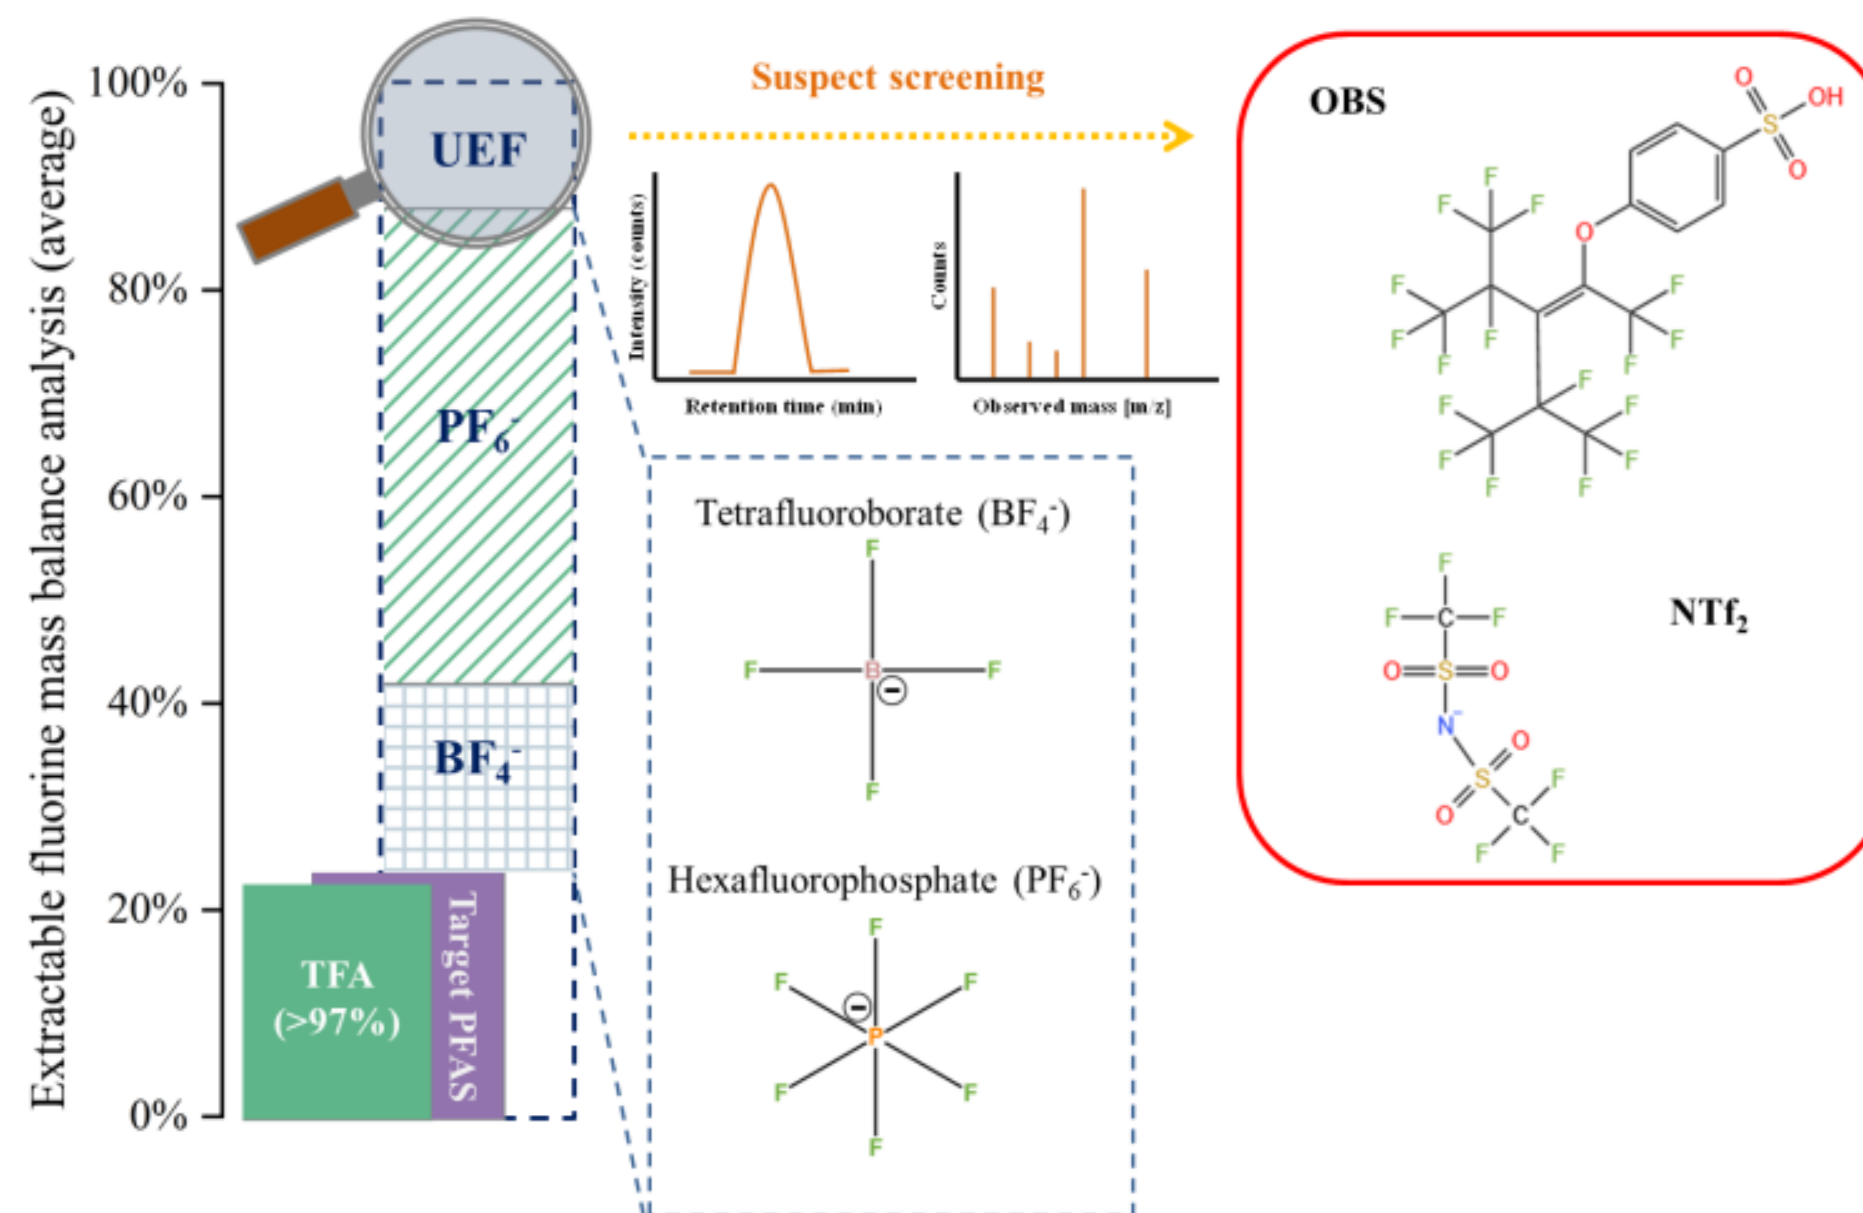 Extractable fluorine mass balance analysis (average)
100%
80%
60%
40%
20%
0%
UEF
PF₆⁻
BF₄⁻
TFA
(>97%)
Target PFAS
Suspect screening
Intensity (counts)
Retention time (min)
Counts
Observed mass [m/z]
Tetrafluoroborate (BF₄⁻)
F
F B F
F
Hexafluorophosphate (PF₆⁻)
F
F F
P
F F
F
OBS
O
S OH
O
F
F F
O
F F
F F F
F F
F
F F
F F
F F
NTf₂
F
F C F
O S O
N⁻
O
S F
O C
F F